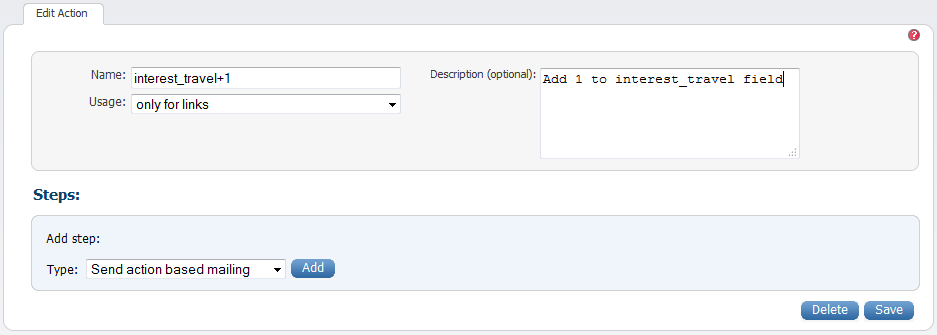 Edit Action
?
Name: interest_travel+1
Description (optional): Add 1 to interest_travel field
Usage: only for links
Steps:
Add step:
Type: Send action based mailing Add
Delete Save